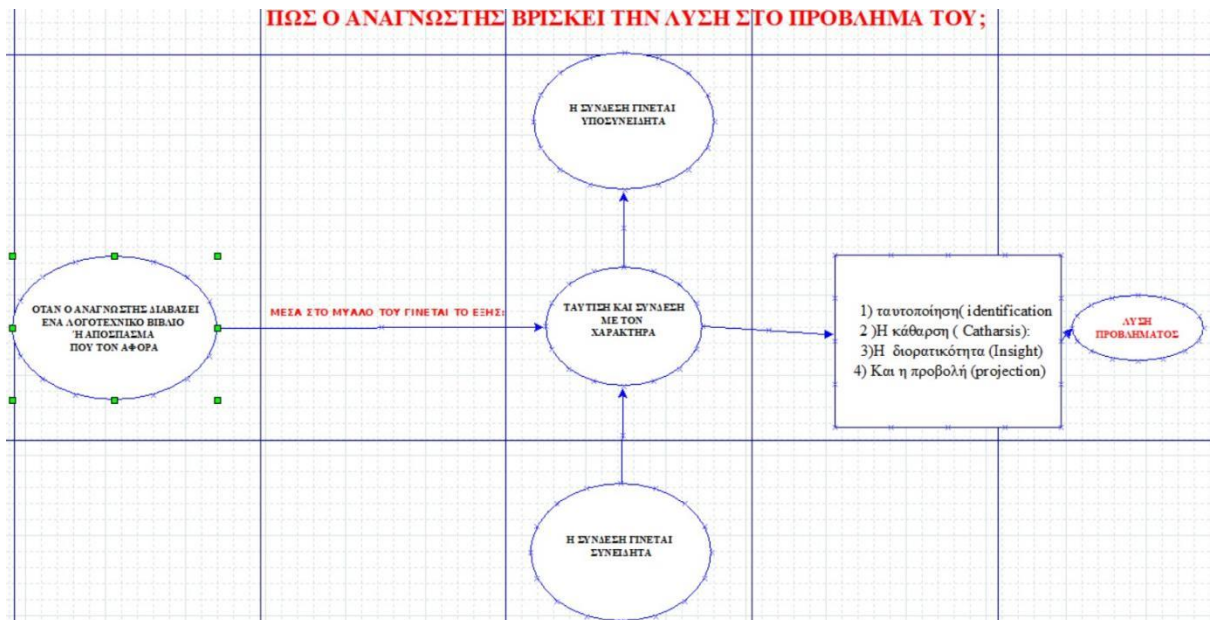 ΠΩΣ Ο ΑΝΑΓΝΩΣΤΗΣ ΒΡΙΣΚΕΙ ΤΗΝ ΛΥΣΗ ΣΤΟ ΠΡΟΒΛΗΜΑ ΤΟΥ;
Η ΣΥΝΔΕΣΗ ΓΙΝΕΤΑΙ
ΥΠΟΣΥΝΕΙΔΗΤΑ
ΟΤΑΝ Ο ΑΝΑΓΝΩΣΤΗΣ ΔΙΑΒΑΖΕΙ
ΕΝΑ ΛΟΓΟΤΕΧΝΙΚΟ ΒΙΒΛΙΟ
Ή ΑΠΟΣΠΑΣΜΑ
ΠΟΥ ΤΟΝ ΑΦΟΡΑ
ΜΕΣΑ ΣΤΟ ΜΥΑΛΟ ΤΟΥ ΓΙΝΕΤΑΙ ΤΟ ΕΞΗΣ:
ΤΑΥΤΙΣΗ ΚΑΙ ΣΥΝΔΕΣΗ
ΜΕ ΤΟΝ
ΧΑΡΑΚΤΗΡΑ
1) ταυτοποίηση( identification
2 )Η κάθαρση ( Catharsis):
3)Η διορατικότητα (Insight)
4) Και η προβολή (projection)
ΛΥΣΗ
ΠΡΟΒΛΗΜΑΤΟΣ
Η ΣΥΝΔΕΣΗ ΓΙΝΕΤΑΙ
ΣΥΝΕΙΔΗΤΑ